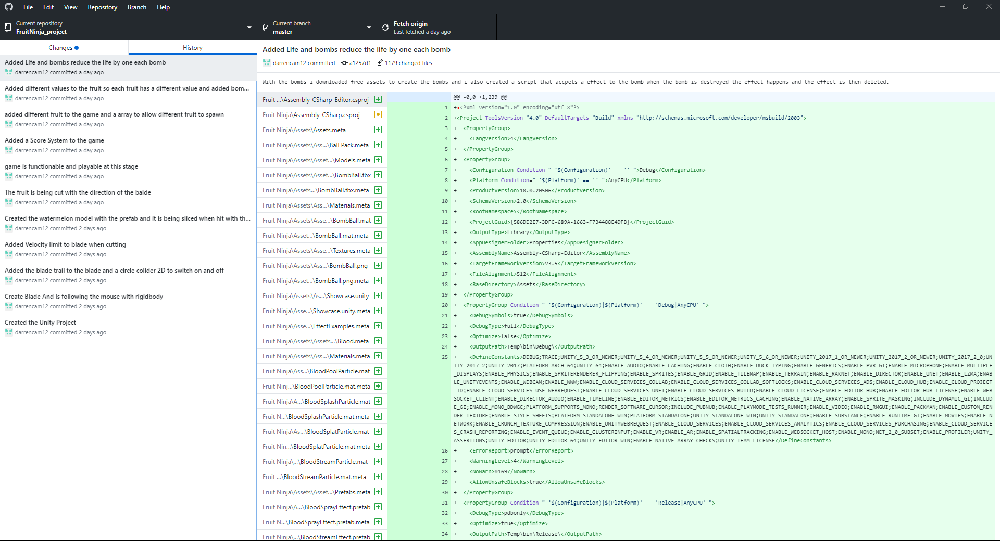 File Edit View Repository Branch Help
Current repository
FruitNinja_project
Current branch
master
Fetch origin
Last fetched a day ago
Changes
History
Added Life and bombs reduce the life by one each bomb
darrencam12 committed a day ago
Added different values to the fruit so each fruit has a different value and added bom...
darrencam12 committed a day ago
added different fruit to the game and a array to allow different fruit to spawn
darrencam12 committed a day ago
Added a Score System to the game
darrencam12 committed a day ago
game is functionable and playable at this stage
darrencam12 committed a day ago
The fruit is being cut with the direction of the balde
darrencam12 committed a day ago
Created the watermelon model with the prefab and it is being sliced when hit with th...
darrencam12 committed 2 days ago
Added Velocity limit to blade when cutting
darrencam12 committed 2 days ago
Added the blade trail to the blade and a circle colider 2D to switch on and off
darrencam12 committed 2 days ago
Create Blade And is following the mouse with rigidbody
darrencam12 committed 2 days ago
Created the Unity Project
darrencam12 committed 2 days ago
Added Life and bombs reduce the life by one each bomb
darrencam12 committed a1257d1 1179 changed files
With the bombs i downloaded free assets to create the bombs and i also created a script that accpets a effect to the bomb when the bomb is destroyed the effect happens and the effect is then deleted.
Fruit ...\Assembly-CSharp-Editor.csproj
Fruit Ninja\Assembly-CSharp.csproj
Fruit Ninja\Assets.meta
Fruit Ninja\Assets\Ass...\Ball Pack.meta
Fruit Ninja\Assets\Asset...\Models.meta
Fruit Ninja\Assets\Asset...\BombBall.fbx
Fruit Ninja\Assets...\BombBall.fbx.meta
Fruit Ninja\Assets\Ass...\Materials.meta
Fruit Ninja\Assets\Asse...\BombBall.mat
Fruit Ninja\Asset...\BombBall.mat.meta
Fruit Ninja\Assets\Asse...\Textures.meta
Fruit Ninja\Assets\Ass...\BombBall.png
Fruit Ninja\Asset...\BombBall.png.meta
Fruit Ninja\Assets\As...\Showcase.unity
Fruit Ninja\Asse...\Showcase.unity.meta
Fruit Ninja\Asse...\EffectExamples.meta
Fruit Ninja\Assets\Assets...\Blood.meta
Fruit Ninja\Assets\Ass...\Materials.meta
Fruit Ninja\Ass...\BloodPoolParticle.mat
Fruit Ninj...\BloodPoolParticle.mat.meta
Fruit Ninja\A...\BloodSplashParticle.mat
Fruit N...\BloodSplashParticle.mat.meta
Fruit Ninja\As...\BloodSplatParticle.mat
Fruit Nin...\BloodSplatParticle.mat.meta
Fruit Ninja\...\BloodStreamParticle.mat
Fruit ...\BloodStreamParticle.mat.meta
Fruit Ninja\Assets\Asset...\Prefabs.meta
Fruit Ninja\A...\BloodSprayEffect.prefab
Fruit N...\BloodSprayEffect.prefab.meta
Fruit Ninja\...\BloodStreamEffect.prefab
@@ -0,0 +1,239 @@
1 +<?xml version="1.0" encoding="utf-8"?>
2 +<Project ToolsVersion="4.0" DefaultTargets="Build" xmlns="http://schemas.microsoft.com/developer/msbuild/2003">
3 + <PropertyGroup>
4 + <LangVersion>4</LangVersion>
5 + </PropertyGroup>
6 + <PropertyGroup>
7 + <Configuration Condition=" '$(Configuration)' == '' ">Debug</Configuration>
8 + <Platform Condition=" '$(Platform)' == '' ">AnyCPU</Platform>
9 + <ProductVersion>10.0.20506</ProductVersion>
10 + <SchemaVersion>2.0</SchemaVersion>
11 + <RootNamespace></RootNamespace>
12 + <ProjectGuid>{586DE2E7-3DFC-689A-1663-F734488E4DFB}</ProjectGuid>
13 + <OutputType>Library</OutputType>
14 + <AppDesignerFolder>Properties</AppDesignerFolder>
15 + <AssemblyName>Assembly-CSharp-Editor</AssemblyName>
16 + <TargetFrameworkVersion>v3.5</TargetFrameworkVersion>
17 + <FileAlignment>512</FileAlignment>
18 + <BaseDirectory>Assets</BaseDirectory>
19 + </PropertyGroup>
20 + <PropertyGroup Condition=" '$(Configuration)|$(Platform)' == 'Debug|AnyCPU' ">
21 + <DebugSymbols>true</DebugSymbols>
22 + <DebugType>full</DebugType>
23 + <Optimize>false</Optimize>
24 + <OutputPath>Temp\bin\Debug\</OutputPath>
25 + <DefineConstants>DEBUG;TRACE;UNITY_5_3_OR_NEWER;UNITY_5_4_OR_NEWER;UNITY_5_5_OR_NEWER;UNITY_5_6_OR_NEWER;UNITY_2017_1_OR_NEWER;UNITY_2017_2_OR_NEWER;UNITY_2017_2_0;UN
ITY_2017_2;UNITY_2017;PLATFORM_ARCH_64;UNITY_64;ENABLE_AUDIO;ENABLE_CACHING;ENABLE_CLOTH;ENABLE_DUCK_TYPING;ENABLE_GENERICS;ENABLE_PVR_GI;ENABLE_MICROPHONE;ENABLE_MULTIPLE
_DISPLAYS;ENABLE_PHYSICS;ENABLE_SPRITERENDERER_FLIPPING;ENABLE_SPRITES;ENABLE_GRID;ENABLE_TILEMAP;ENABLE_TERRAIN;ENABLE_RAKNET;ENABLE_DIRECTOR;ENABLE_UNET;ENABLE_LZMA;ENAB
LE_UNITYEVENTS;ENABLE_WEBCAM;ENABLE_WWW;ENABLE_CLOUD_SERVICES_COLLAB;ENABLE_CLOUD_SERVICES_COLLAB_SOFTLOCKS;ENABLE_CLOUD_SERVICES_ADS;ENABLE_CLOUD_HUB;ENABLE_CLOUD_PROJECT
_ID;ENABLE_CLOUD_SERVICES_USE_WEBREQUEST;ENABLE_CLOUD_SERVICES_UNET;ENABLE_CLOUD_SERVICES_BUILD;ENABLE_CLOUD_LICENSE;ENABLE_EDITOR_HUB;ENABLE_EDITOR_HUB_LICENSE;ENABLE_WEB
SOCKET_CLIENT;ENABLE_DIRECTOR_AUDIO;ENABLE_TIMELINE;ENABLE_EDITOR_METRICS;ENABLE_EDITOR_METRICS_CACHING;ENABLE_NATIVE_ARRAY;ENABLE_SPRITE_MASKING;INCLUDE_DYNAMIC_GI;INCLUD
E_GI;ENABLE_MONO_BDWGC;PLATFORM_SUPPORTS_MONO;RENDER_SOFTWARE_CURSOR;INCLUDE_PUBNUB;ENABLE_PLAYMODE_TESTS_RUNNER;ENABLE_VIDEO;ENABLE_RMGUI;ENABLE_PACKMAN;ENABLE_CUSTOM_REN
DER_TEXTURE;ENABLE_STYLE_SHEETS;PLATFORM_STANDALONE_WIN;PLATFORM_STANDALONE;UNITY_STANDALONE_WIN;UNITY_STANDALONE;ENABLE_SUBSTANCE;ENABLE_RUNTIME_GI;ENABLE_MOVIES;ENABLE_N
ETWORK;ENABLE_CRUNCH_TEXTURE_COMPRESSION;ENABLE_UNITYWEBREQUEST;ENABLE_CLOUD_SERVICES;ENABLE_CLOUD_SERVICES_ANALYTICS;ENABLE_CLOUD_SERVICES_PURCHASING;ENABLE_CLOUD_SERVICE
S_CRASH_REPORTING;ENABLE_EVENT_QUEUE;ENABLE_CLUSTERINPUT;ENABLE_VR;ENABLE_AR;ENABLE_SPATIALTRACKING;ENABLE_WEBSOCKET_HOST;ENABLE_MONO;NET_2_0_SUBSET;ENABLE_PROFILER;UNITY_
ASSERTIONS;UNITY_EDITOR;UNITY_EDITOR_64;UNITY_EDITOR_WIN;ENABLE_NATIVE_ARRAY_CHECKS;UNITY_TEAM_LICENSE</DefineConstants>
26 + <ErrorReport>prompt</ErrorReport>
27 + <WarningLevel>4</WarningLevel>
28 + <NoWarn>0169</NoWarn>
29 + <AllowUnsafeBlocks>true</AllowUnsafeBlocks>
30 + </PropertyGroup>
31 + <PropertyGroup Condition=" '$(Configuration)|$(Platform)' == 'Release|AnyCPU' ">
32 + <DebugType>pdbonly</DebugType>
33 + <Optimize>true</Optimize>
34 + <OutputPath>Temp\bin\Release\</OutputPath>